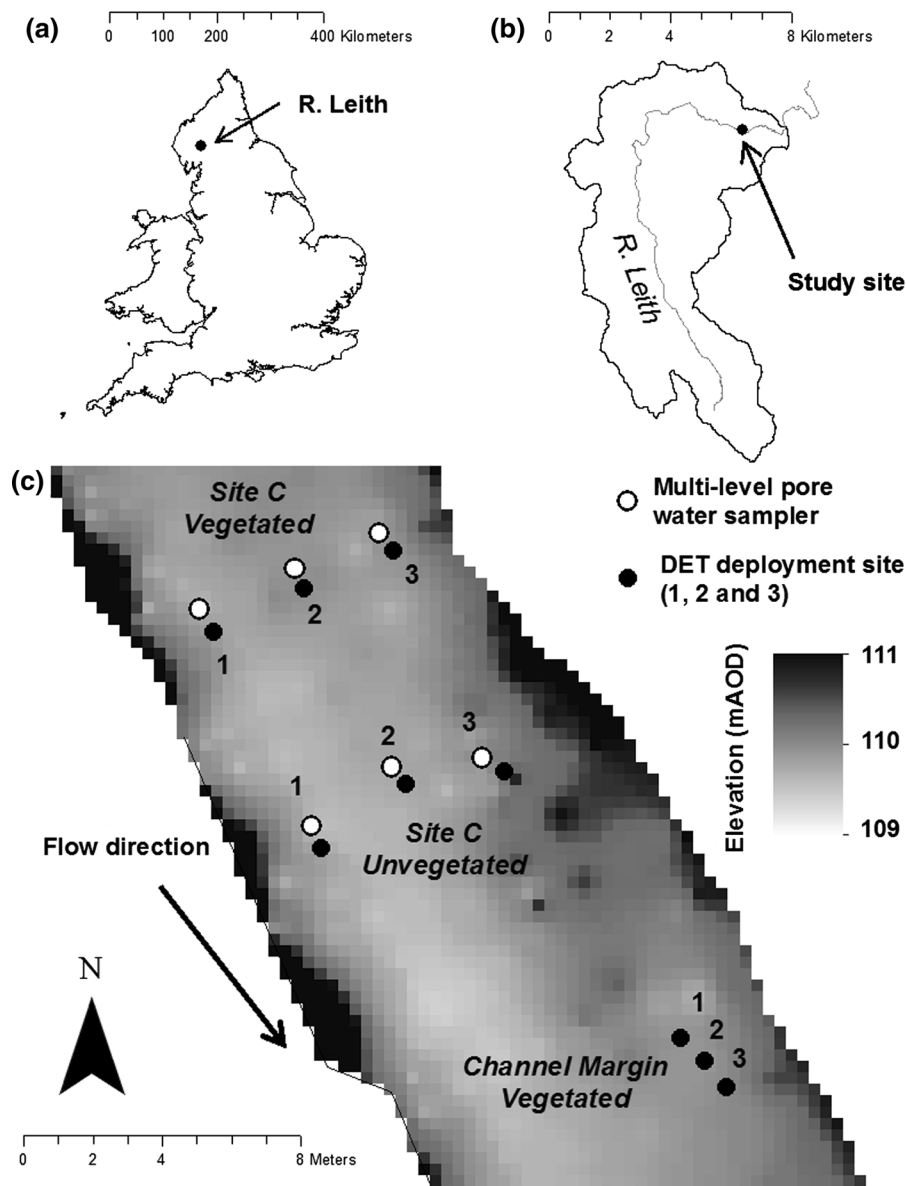 (a)
0 100 200 400 Kilometers
R. Leith
(b)
0 2 4 8 Kilometers
R. Leith
Study site
(c)
Site C
Vegetated
1
2
3
Multi-level pore
water sampler
DET deployment site
(1, 2 and 3)
Elevation (mAOD)
111
110
109
1
2
3
Site C
Unvegetated
Flow direction
N
1
2
3
Channel Margin
Vegetated
0 2 4 8 Meters